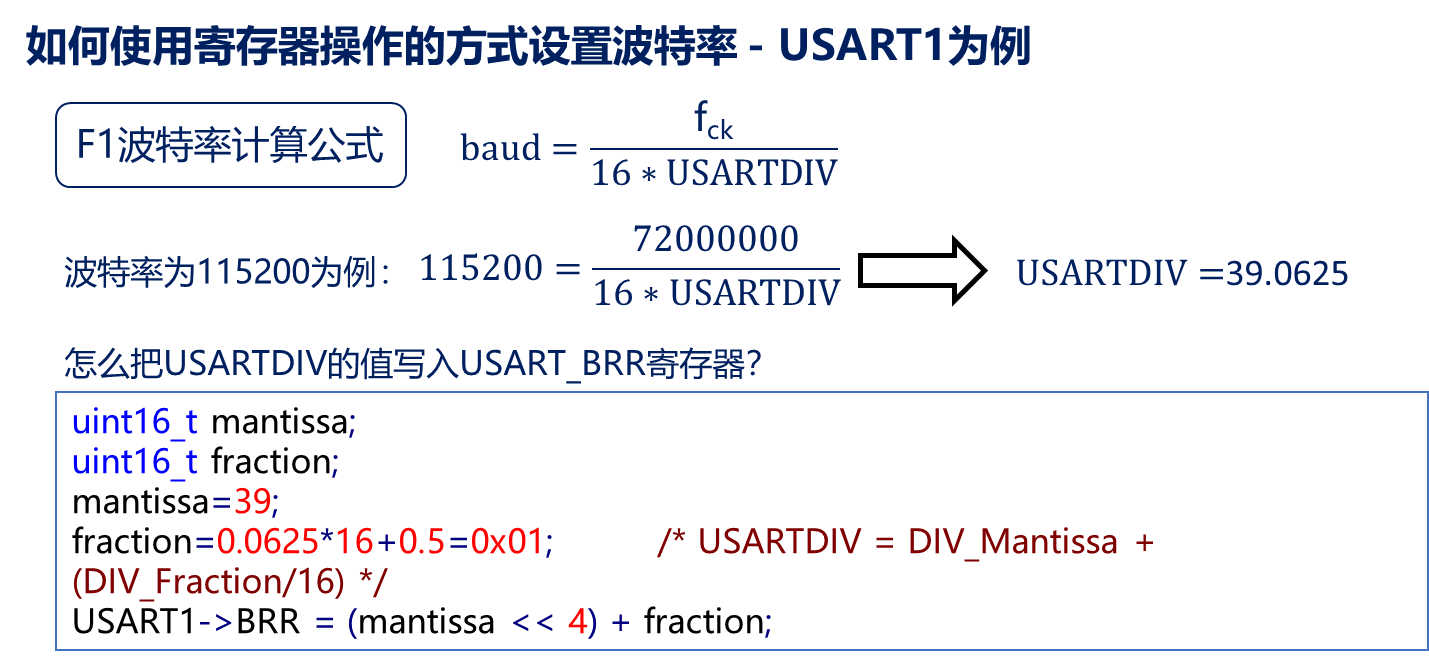 如何使用寄存器操作的方式设置波特率 - USART1为例
F1波特率计算公式
baud = f_ck / (16 ∗ USARTDIV)
波特率为115200为例：
115200 = 72000000 / (16 ∗ USARTDIV)
USARTDIV =39.0625
怎么把USARTDIV的值写入USART_BRR寄存器？
uint16_t mantissa;
uint16_t fraction;
mantissa=39;
fraction=0.0625*16+0.5=0x01; /* USARTDIV = DIV_Mantissa +
(DIV_Fraction/16) */
USART1->BRR = (mantissa << 4) + fraction;